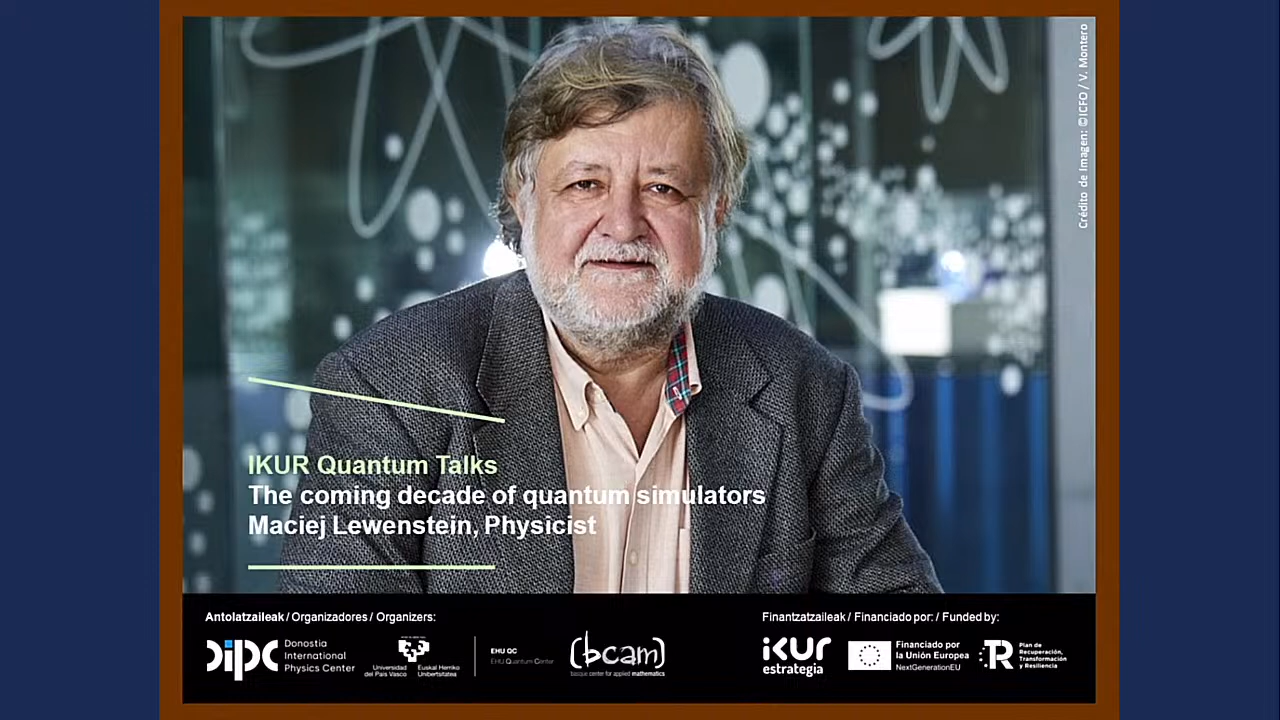 Crédito de Imagen: ©ICFO / V. Montero
IKUR Quantum Talks
The coming decade of quantum simulators
Maciej Lewenstein, Physicist
Antolatzaileak / Organizadores / Organizers:
Finantzatzaileak / Financiado por: / Funded by:
dipc
Donostia
International
Physics Center
Universidad
del País Vasco
Euskal Herriko
Unibertsitatea
EHU QC
EHU Quantum Center
(bcam)
basque center for applied mathematics
ikur
estrategia
Financiado por
la Unión Europea
NextGenerationEU
TR
Plan de
Recuperación,
Transformación
y Resiliencia